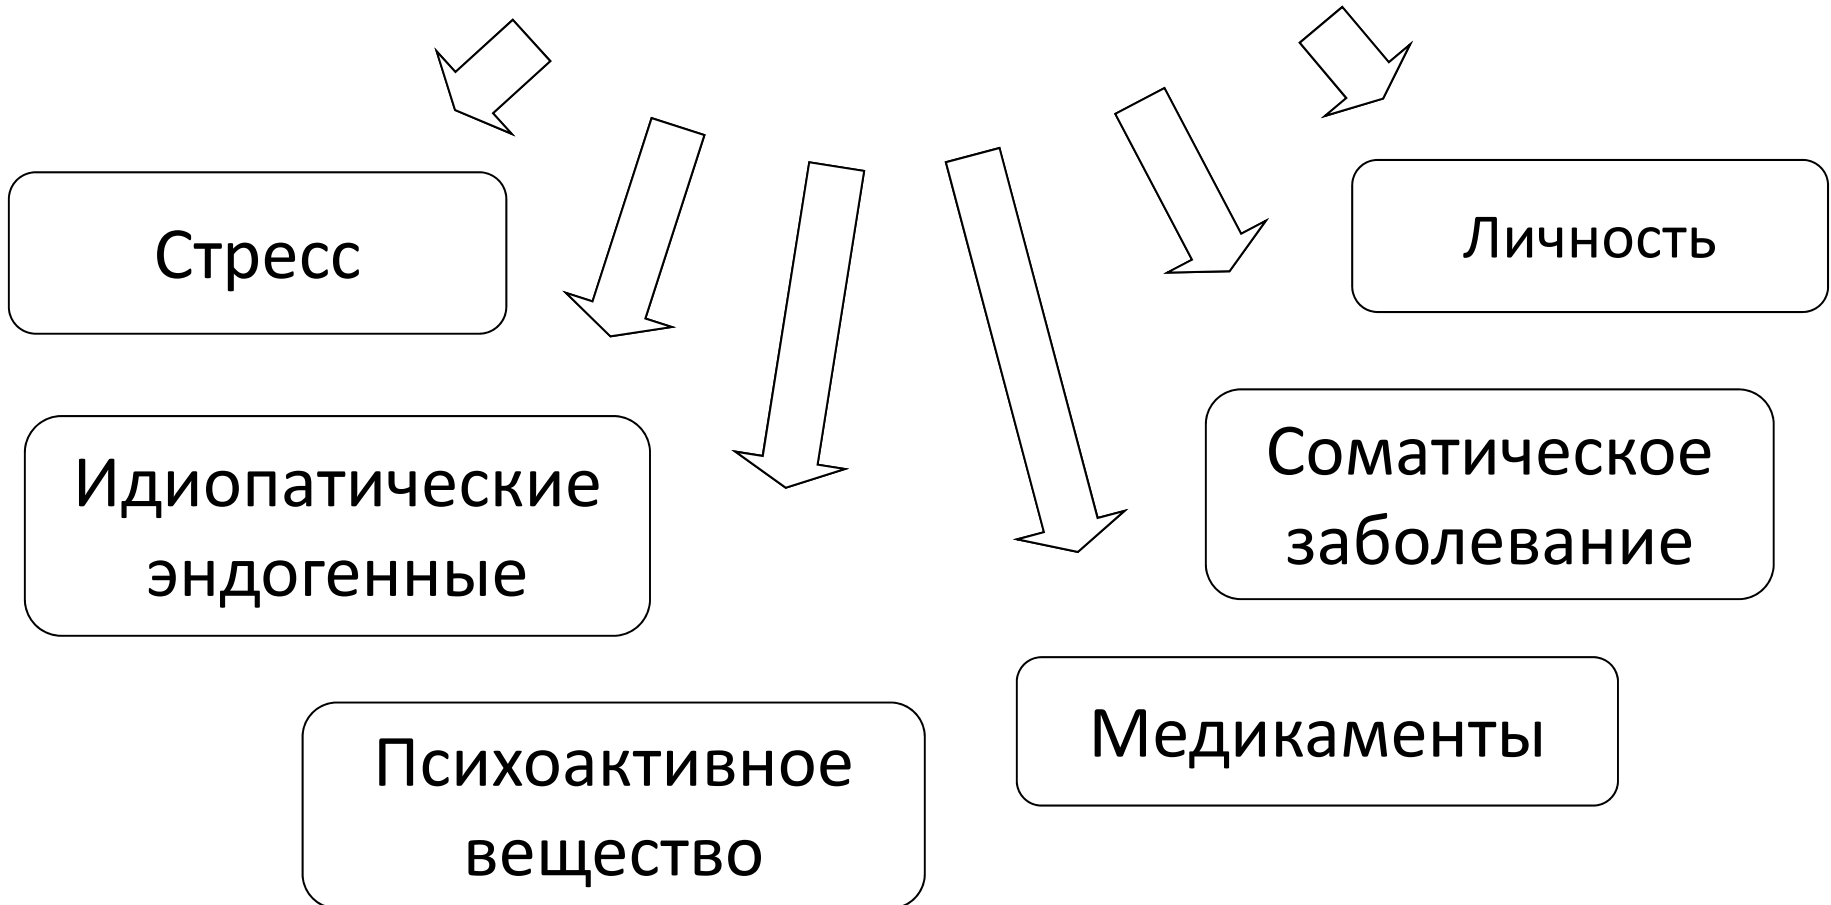 Стресс
Личность
Идиопатические
эндогенные
Соматическое
заболевание
Психоактивное
вещество
Медикаменты